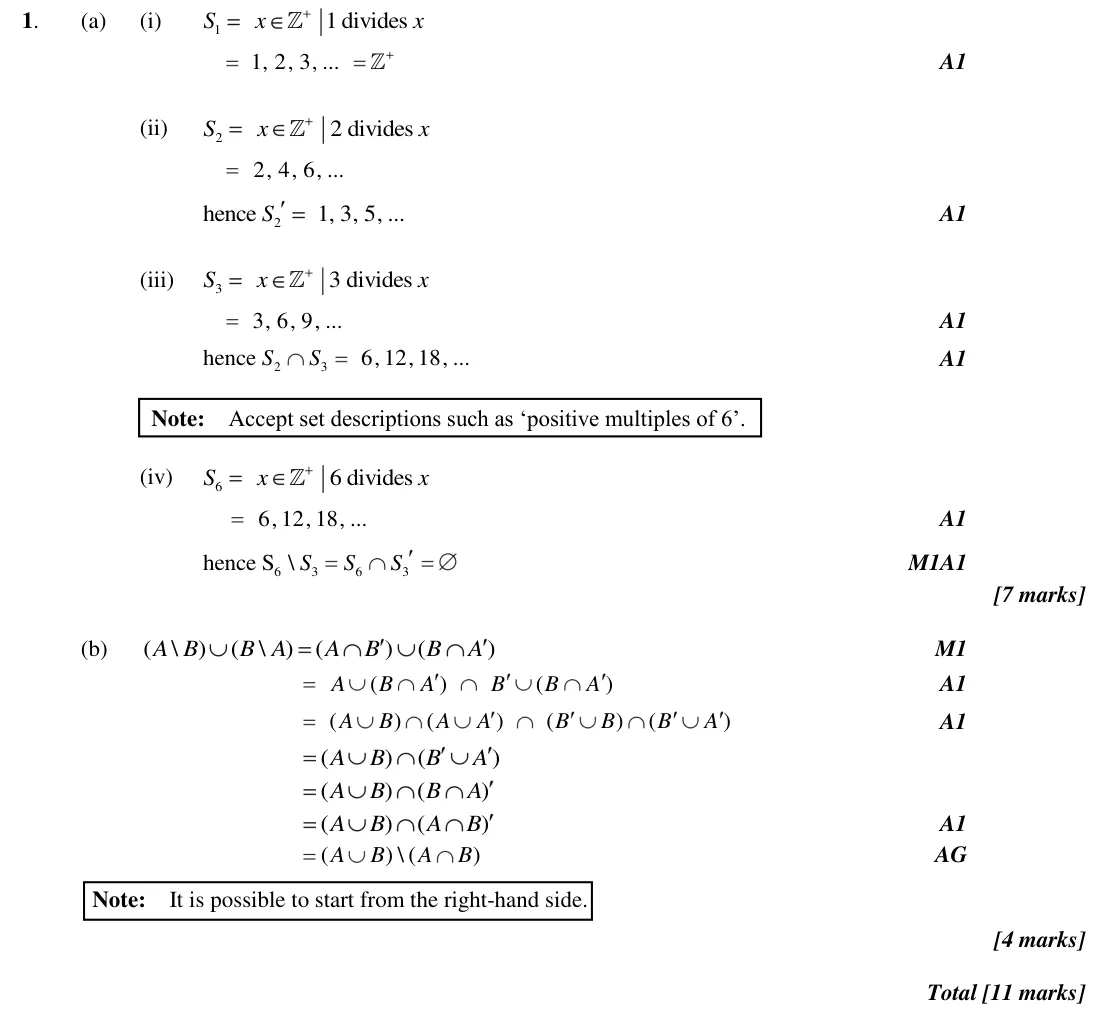 1. (a) (i) S₁ = x ∈ ℤ⁺ | 1 divides x
= 1, 2, 3, ... = ℤ⁺ A1
(ii) S₂ = x ∈ ℤ⁺ | 2 divides x
= 2, 4, 6, ...
hence S₂′ = 1, 3, 5, ... A1
(iii) S₃ = x ∈ ℤ⁺ | 3 divides x
= 3, 6, 9, ... A1
hence S₂ ∩ S₃ = 6, 12, 18, ... A1
Note: Accept set descriptions such as ‘positive multiples of 6’.
(iv) S₆ = x ∈ ℤ⁺ | 6 divides x
= 6, 12, 18, ... A1
hence S₆ \ S₃ = S₆ ∩ S₃′ = ∅ M1A1
[7 marks]
(b) (A \ B) ∪ (B \ A) = (A ∩ B′) ∪ (B ∩ A′) M1
= A ∪ (B ∩ A′) ∩ B′ ∪ (B ∩ A′) A1
= (A ∪ B) ∩ (A ∪ A′) ∩ (B′ ∪ B) ∩ (B′ ∪ A′) A1
= (A ∪ B) ∩ (B′ ∪ A′)
= (A ∪ B) ∩ (B ∩ A)′
= (A ∪ B) ∩ (A ∩ B)′ A1
= (A ∪ B) \ (A ∩ B) AG
Note: It is possible to start from the right-hand side.
[4 marks]
Total [11 marks]